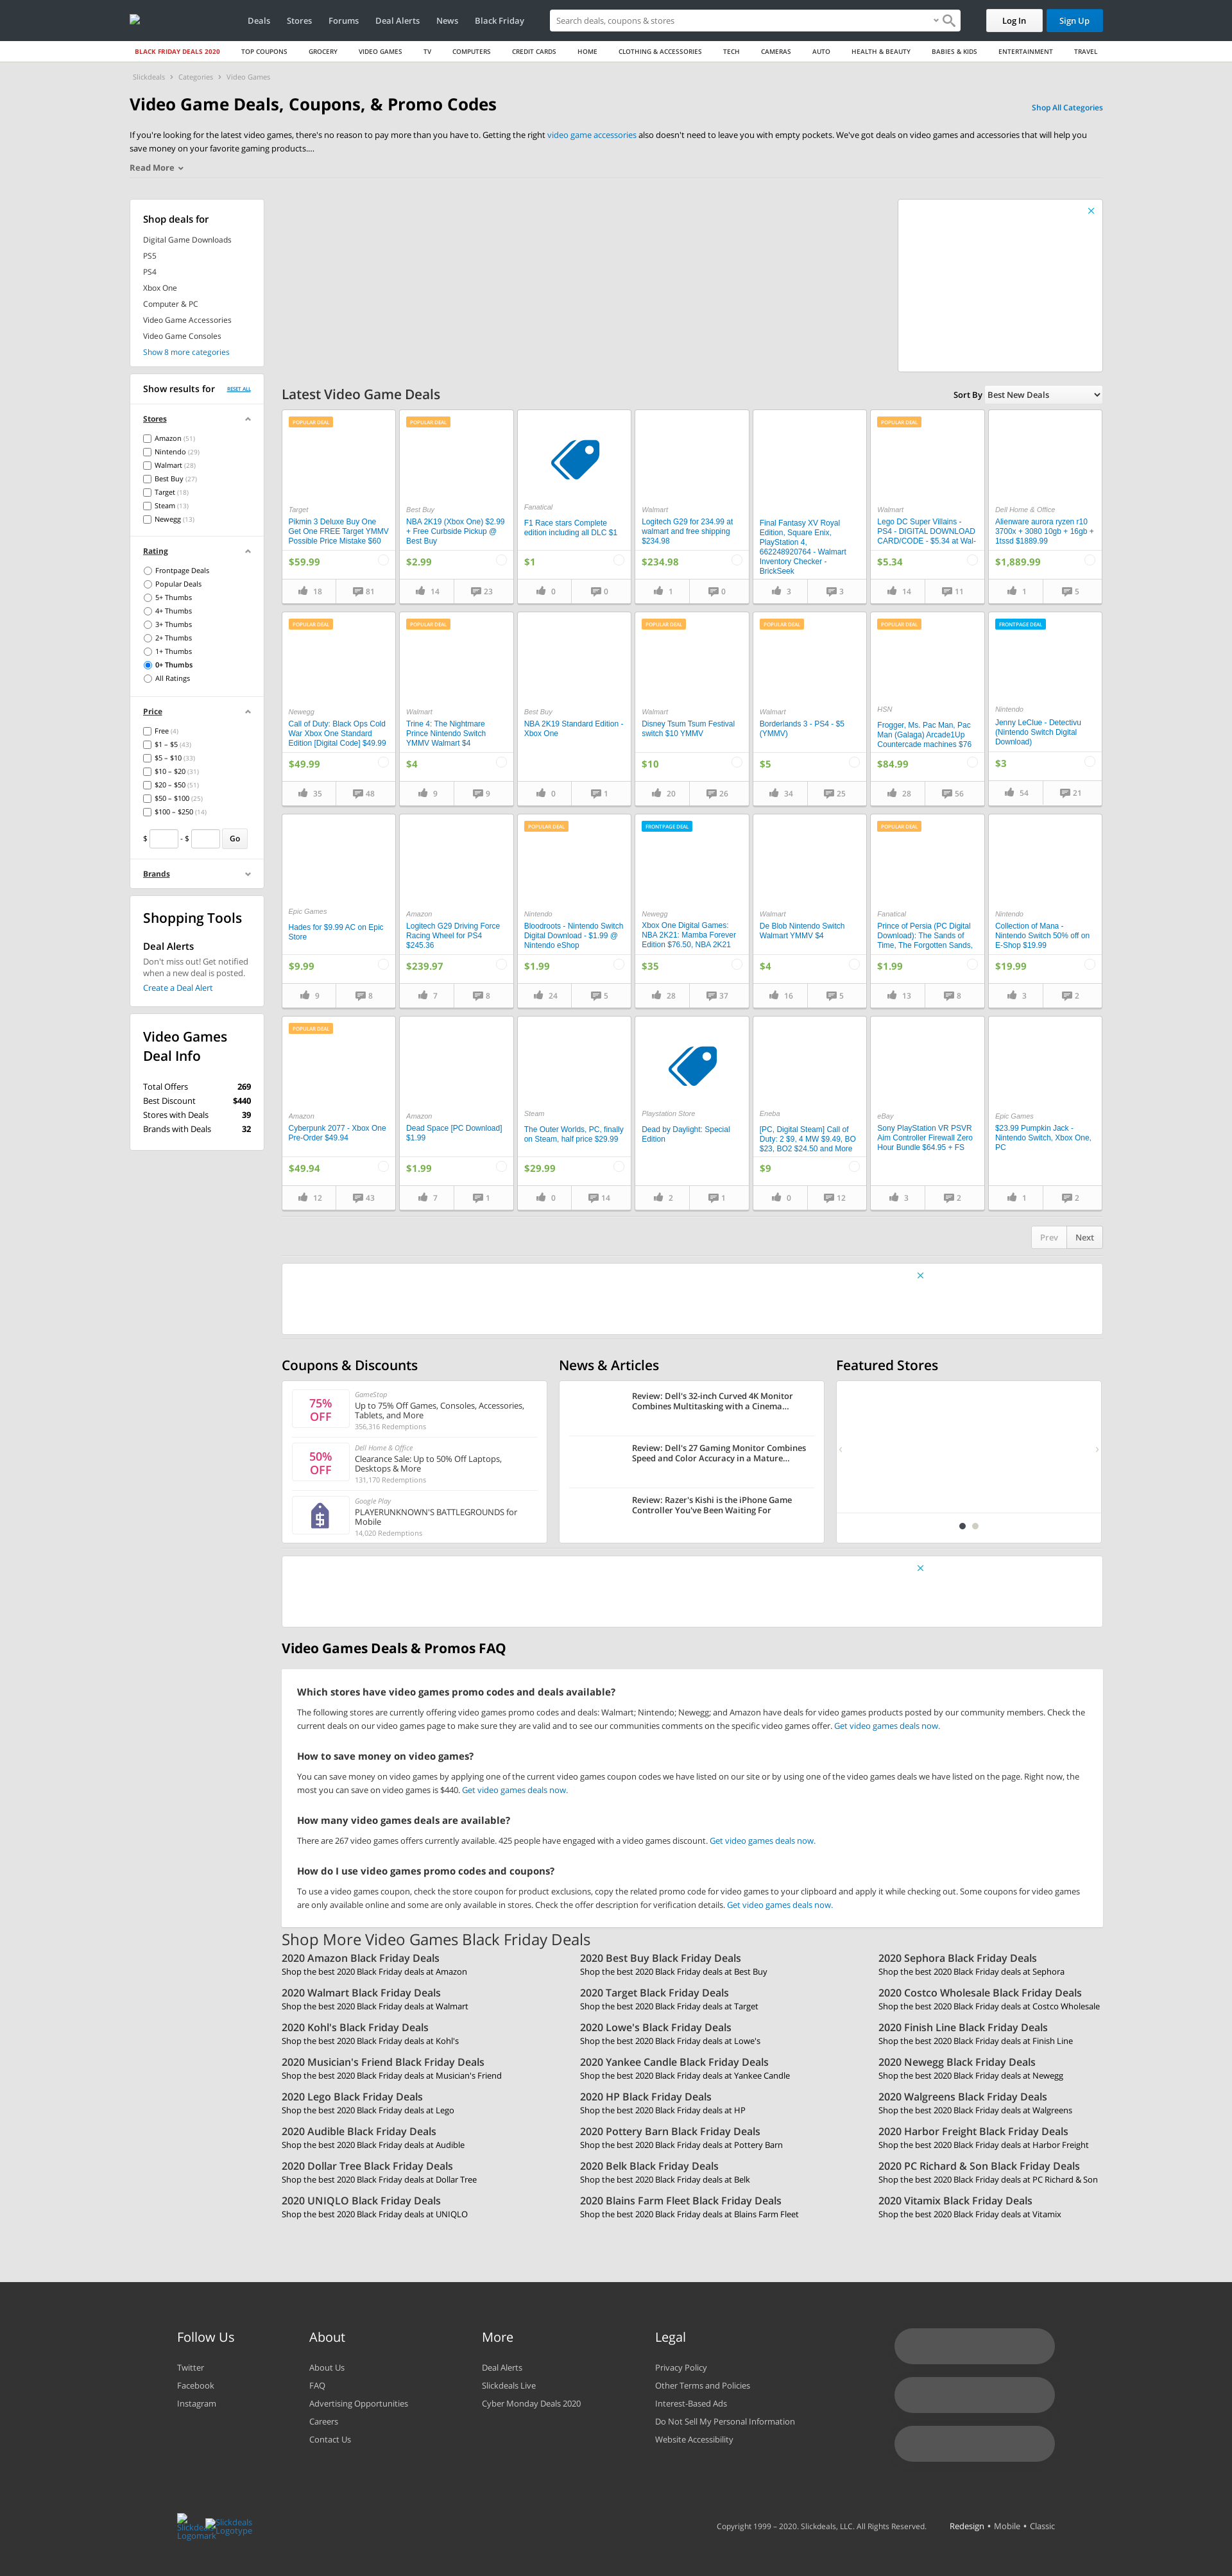 Deals Stores Forums Deal Alerts News Black Friday
Search deals, coupons & stores
Log In
Sign Up
BLACK FRIDAY DEALS 2020 TOP COUPONS GROCERY VIDEO GAMES TV COMPUTERS CREDIT CARDS HOME CLOTHING & ACCESSORIES TECH CAMERAS AUTO HEALTH & BEAUTY BABIES & KIDS ENTERTAINMENT TRAVEL
Slickdeals > Categories > Video Games
Video Game Deals, Coupons, & Promo Codes
Shop All Categories
If you're looking for the latest video games, there's no reason to pay more than you have to. Getting the right video game accessories also doesn't need to leave you with empty pockets. We've got deals on video games and accessories that will help you
save money on your favorite gaming products....
Read More
Shop deals for
Digital Game Downloads
PS5
PS4
Xbox One
Computer & PC
Video Game Accessories
Video Game Consoles
Show 8 more categories
Show results for RESET ALL
Stores
Amazon (51)
Nintendo (29)
Walmart (28)
Best Buy (27)
Target (18)
Steam (13)
Newegg (13)
Rating
Frontpage Deals
Popular Deals
5+ Thumbs
4+ Thumbs
3+ Thumbs
2+ Thumbs
1+ Thumbs
0+ Thumbs
All Ratings
Price
Free (4)
$1 – $5 (43)
$5 – $10 (33)
$10 – $20 (31)
$20 – $50 (51)
$50 – $100 (25)
$100 – $250 (14)
$ - $ Go
Brands
Shopping Tools
Deal Alerts
Don't miss out! Get notified
when a new deal is posted.
Create a Deal Alert
Video Games
Deal Info
Total Offers 269
Best Discount $440
Stores with Deals 39
Brands with Deals 32
Latest Video Game Deals
Sort By Best New Deals
POPULAR DEAL
Target
Pikmin 3 Deluxe Buy One
Get One FREE Target YMMV
Possible Price Mistake $60
$59.99
18 81
POPULAR DEAL
Best Buy
NBA 2K19 (Xbox One) $2.99
+ Free Curbside Pickup @
Best Buy
$2.99
14 23
Fanatical
F1 Race stars Complete
edition including all DLC $1
$1
0 0
Walmart
Logitech G29 for 234.99 at
walmart and free shipping
$234.98
$234.98
1 0
Final Fantasy XV Royal
Edition, Square Enix,
PlayStation 4,
662248920764 - Walmart
Inventory Checker -
BrickSeek
3 3
POPULAR DEAL
Walmart
Lego DC Super Villains -
PS4 - DIGITAL DOWNLOAD
CARD/CODE - $5.34 at Wal-
$5.34
14 11
Dell Home & Office
Alienware aurora ryzen r10
3700x + 3080 10gb + 16gb +
1tssd $1889.99
$1,889.99
1 5
POPULAR DEAL
Newegg
Call of Duty: Black Ops Cold
War Xbox One Standard
Edition [Digital Code] $49.99
$49.99
35 48
POPULAR DEAL
Walmart
Trine 4: The Nightmare
Prince Nintendo Switch
YMMV Walmart $4
$4
9 9
Best Buy
NBA 2K19 Standard Edition -
Xbox One
0 1
POPULAR DEAL
Walmart
Disney Tsum Tsum Festival
switch $10 YMMV
$10
20 26
POPULAR DEAL
Walmart
Borderlands 3 - PS4 - $5
(YMMV)
$5
34 25
POPULAR DEAL
HSN
Frogger, Ms. Pac Man, Pac
Man (Galaga) Arcade1Up
Countercade machines $76
$84.99
28 56
FRONTPAGE DEAL
Nintendo
Jenny LeClue - Detectivu
(Nintendo Switch Digital
Download)
$3
54 21
Epic Games
Hades for $9.99 AC on Epic
Store
$9.99
9 8
Amazon
Logitech G29 Driving Force
Racing Wheel for PS4
$245.36
$239.97
7 8
POPULAR DEAL
Nintendo
Bloodroots - Nintendo Switch
Digital Download - $1.99 @
Nintendo eShop
$1.99
24 5
FRONTPAGE DEAL
Newegg
Xbox One Digital Games:
NBA 2K21: Mamba Forever
Edition $76.50, NBA 2K21
$35
28 37
Walmart
De Blob Nintendo Switch
Walmart YMMV $4
$4
16 5
POPULAR DEAL
Fanatical
Prince of Persia (PC Digital
Download): The Sands of
Time, The Forgotten Sands,
$1.99
13 8
Nintendo
Collection of Mana -
Nintendo Switch 50% off on
E-Shop $19.99
$19.99
3 2
POPULAR DEAL
Amazon
Cyberpunk 2077 - Xbox One
Pre-Order $49.94
$49.94
12 43
Amazon
Dead Space [PC Download]
$1.99
$1.99
7 1
Steam
The Outer Worlds, PC, finally
on Steam, half price $29.99
$29.99
0 14
Playstation Store
Dead by Daylight: Special
Edition
2 1
Eneba
[PC, Digital Steam] Call of
Duty: 2 $9, 4 MW $9.49, BO
$23, BO2 $24.50 and More
$9
0 12
eBay
Sony PlayStation VR PSVR
Aim Controller Firewall Zero
Hour Bundle $64.95 + FS
3 2
Epic Games
$23.99 Pumpkin Jack -
Nintendo Switch, Xbox One,
PC
1 2
Prev Next
Coupons & Discounts
75%
OFF
GameStop
Up to 75% Off Games, Consoles, Accessories,
Tablets, and More
356,316 Redemptions
50%
OFF
Dell Home & Office
Clearance Sale: Up to 50% Off Laptops,
Desktops & More
131,170 Redemptions
Google Play
PLAYERUNKNOWN'S BATTLEGROUNDS for
Mobile
14,020 Redemptions
News & Articles
Review: Dell's 32-inch Curved 4K Monitor
Combines Multitasking with a Cinema...
Review: Dell's 27 Gaming Monitor Combines
Speed and Color Accuracy in a Mature...
Review: Razer's Kishi is the iPhone Game
Controller You've Been Waiting For
Featured Stores
Video Games Deals & Promos FAQ
Which stores have video games promo codes and deals available?
The following stores are currently offering video games promo codes and deals: Walmart; Nintendo; Newegg; and Amazon have deals for video games products posted by our community members. Check the
current deals on our video games page to make sure they are valid and to see our communities comments on the specific video games offer. Get video games deals now.
How to save money on video games?
You can save money on video games by applying one of the current video games coupon codes we have listed on our site or by using one of the video games deals we have listed on the page. Right now, the
most you can save on video games is $440. Get video games deals now.
How many video games deals are available?
There are 267 video games offers currently available. 425 people have engaged with a video games discount. Get video games deals now.
How do I use video games promo codes and coupons?
To use a video games coupon, check the store coupon for product exclusions, copy the related promo code for video games to your clipboard and apply it while checking out. Some coupons for video games
are only available online and some are only available in stores. Check the offer description for verification details. Get video games deals now.
Shop More Video Games Black Friday Deals
2020 Amazon Black Friday Deals
Shop the best 2020 Black Friday deals at Amazon
2020 Best Buy Black Friday Deals
Shop the best 2020 Black Friday deals at Best Buy
2020 Sephora Black Friday Deals
Shop the best 2020 Black Friday deals at Sephora
2020 Walmart Black Friday Deals
Shop the best 2020 Black Friday deals at Walmart
2020 Target Black Friday Deals
Shop the best 2020 Black Friday deals at Target
2020 Costco Wholesale Black Friday Deals
Shop the best 2020 Black Friday deals at Costco Wholesale
2020 Kohl's Black Friday Deals
Shop the best 2020 Black Friday deals at Kohl's
2020 Lowe's Black Friday Deals
Shop the best 2020 Black Friday deals at Lowe's
2020 Finish Line Black Friday Deals
Shop the best 2020 Black Friday deals at Finish Line
2020 Musician's Friend Black Friday Deals
Shop the best 2020 Black Friday deals at Musician's Friend
2020 Yankee Candle Black Friday Deals
Shop the best 2020 Black Friday deals at Yankee Candle
2020 Newegg Black Friday Deals
Shop the best 2020 Black Friday deals at Newegg
2020 Lego Black Friday Deals
Shop the best 2020 Black Friday deals at Lego
2020 HP Black Friday Deals
Shop the best 2020 Black Friday deals at HP
2020 Walgreens Black Friday Deals
Shop the best 2020 Black Friday deals at Walgreens
2020 Audible Black Friday Deals
Shop the best 2020 Black Friday deals at Audible
2020 Pottery Barn Black Friday Deals
Shop the best 2020 Black Friday deals at Pottery Barn
2020 Harbor Freight Black Friday Deals
Shop the best 2020 Black Friday deals at Harbor Freight
2020 Dollar Tree Black Friday Deals
Shop the best 2020 Black Friday deals at Dollar Tree
2020 Belk Black Friday Deals
Shop the best 2020 Black Friday deals at Belk
2020 PC Richard & Son Black Friday Deals
Shop the best 2020 Black Friday deals at PC Richard & Son
2020 UNIQLO Black Friday Deals
Shop the best 2020 Black Friday deals at UNIQLO
2020 Blains Farm Fleet Black Friday Deals
Shop the best 2020 Black Friday deals at Blains Farm Fleet
2020 Vitamix Black Friday Deals
Shop the best 2020 Black Friday deals at Vitamix
Follow Us
Twitter
Facebook
Instagram
About
About Us
FAQ
Advertising Opportunities
Careers
Contact Us
More
Deal Alerts
Slickdeals Live
Cyber Monday Deals 2020
Legal
Privacy Policy
Other Terms and Policies
Interest-Based Ads
Do Not Sell My Personal Information
Website Accessibility
Slickdeals
Logomark
Slickdeals
Logotype
Copyright 1999 – 2020. Slickdeals, LLC. All Rights Reserved.
Redesign • Mobile • Classic